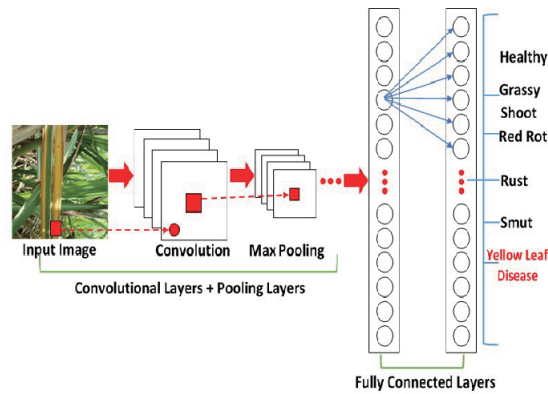 Healthy
Grassy
Shoot
Red Rot
Rust
Smut
Yellow Leaf
Disease
Input Image
Convolution
Max Pooling
Convolutional Layers + Pooling Layers
Fully Connected Layers